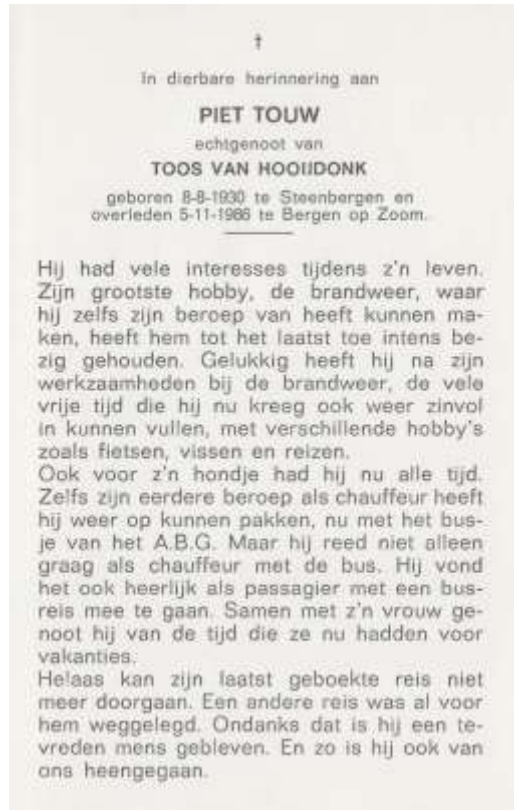 †
In dierbare herinnering aan
PIET TOUW
echtgenoot van
TOOS VAN HOOIJDONK
geboren 8-8-1930 te Steenbergen en
overleden 5-11-1986 te Bergen op Zoom.
Hij had vele interesses tijdens z'n leven.
Zijn grootste hobby, de brandweer, waar
hij zelfs zijn beroep van heeft kunnen ma-
ken, heeft hem tot het laatst toe intens be-
zig gehouden. Gelukkig heeft hij na zijn
werkzaamheden bij de brandweer, de vele
vrije tijd die hij nu kreeg ook weer zinvol
in kunnen vullen, met verschillende hobby's
zoals fietsen, vissen en reizen.
Ook voor z'n hondje had hij nu alle tijd.
Zelfs zijn eerdere beroep als chauffeur heeft
hij weer op kunnen pakken, nu met het bus-
je van het A.B.G. Maar hij reed niet alleen
graag als chauffeur met de bus. Hij vond
het ook heerlijk als passagier met een bus-
reis mee te gaan. Samen met z'n vrouw ge-
noot hij van de tijd die ze nu hadden voor
vakanties.
Helaas kan zijn laatst geboekte reis niet
meer doorgaan. Een andere reis was al voor
hem weggelegd. Ondanks dat is hij een te-
vreden mens gebleven. En zo is hij ook van
ons heengegaan.